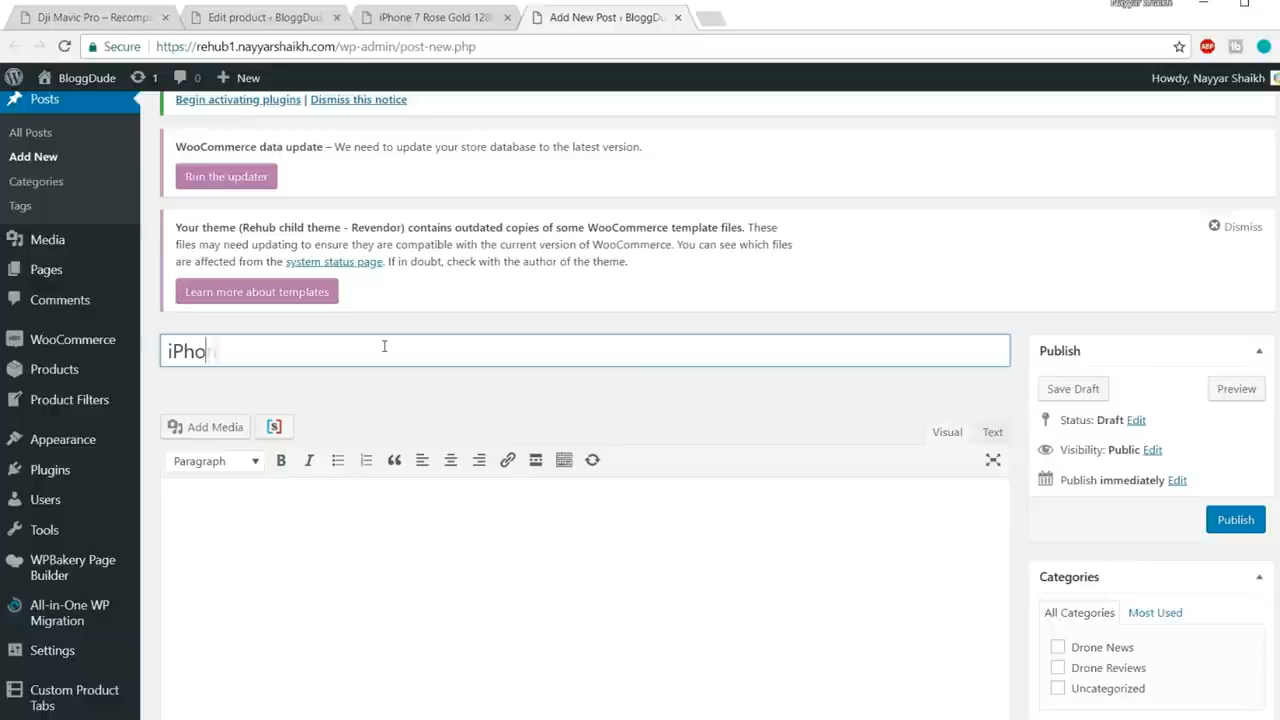 Nayyar Shaikh
Dji Mavic Pro – Recomp
Edit product ‹ BloggDud
iPhone 7 Rose Gold 128
Add New Post ‹ BloggDu
Secure
https://rehub1.nayyarshaikh.com/wp-admin/post-new.php
ABP
BloggDude
1
0
New
Howdy, Nayyar Shaikh
Posts
All Posts
Add New
Categories
Tags
Media
Pages
Comments
WooCommerce
Products
Product Filters
Appearance
Plugins
Users
Tools
WPBakery Page
Builder
All-in-One WP
Migration
Settings
Custom Product
Tabs
Begin activating plugins | Dismiss this notice
WooCommerce data update – We need to update your store database to the latest version.
Run the updater
Your theme (Rehub child theme - Revendor) contains outdated copies of some WooCommerce template files. These
files may need updating to ensure they are compatible with the current version of WooCommerce. You can see which files
are affected from the system status page. If in doubt, check with the author of the theme.
Dismiss
Learn more about templates
iPhon
Add Media
Visual
Text
Paragraph
Publish
Save Draft
Preview
Status: Draft Edit
Visibility: Public Edit
Publish immediately Edit
Publish
Categories
All Categories
Most Used
Drone News
Drone Reviews
Uncategorized